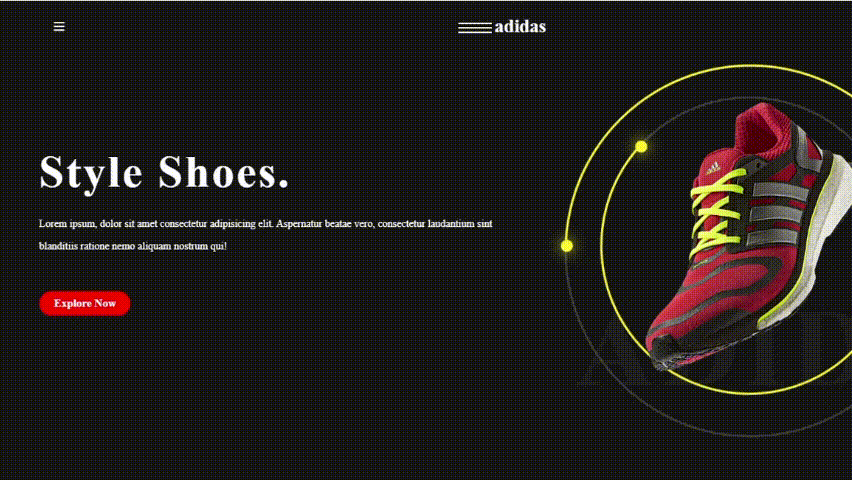 adidas
Style Shoes.
Lorem ipsum, dolor sit amet consectetur adipisicing elit. Aspernatur beatae vero, consectetur laudantium sint
blanditiis ratione nemo aliquam nostrum qui!
Explore Now